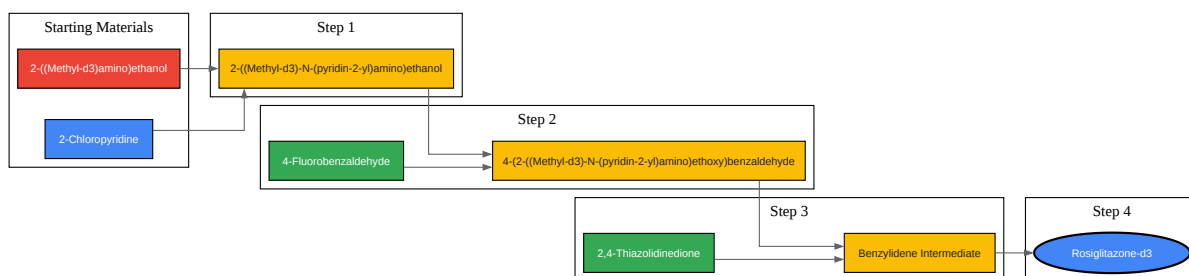 Starting Materials
2-((Methyl-d3)amino)ethanol
2-Chloropyridine
Step 1
2-((Methyl-d3)-N-(pyridin-2-yl)amino)ethanol
Step 2
4-Fluorobenzaldehyde
4-(2-((Methyl-d3)-N-(pyridin-2-yl)amino)ethoxy)benzaldehyde
Step 3
2,4-Thiazolidinedione
Benzylidene Intermediate
Step 4
Rosiglitazone-d3